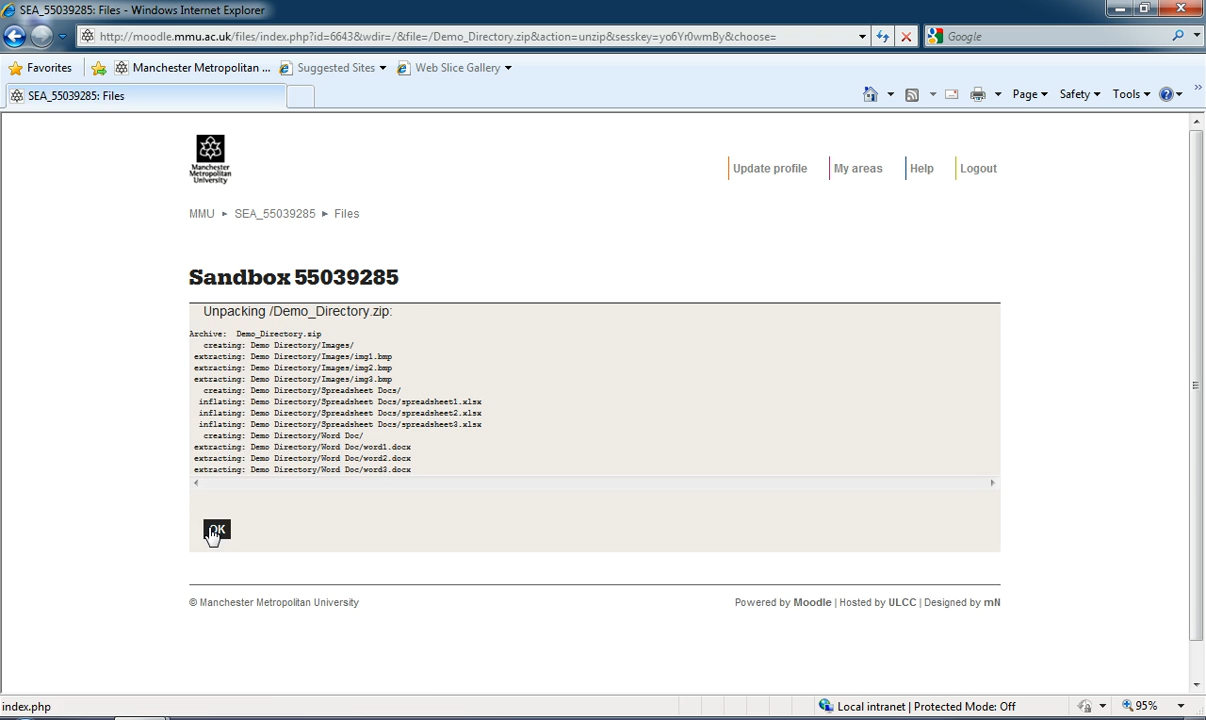 SEA_55039285: Files - Windows Internet Explorer
http://moodle.mmu.ac.uk/files/index.php?id=6643&wdir=/&file=/Demo_Directory.zip&action=unzip&sesskey=yo6Yr0wmBy&choose=
Google
Favorites
Manchester Metropolitan ...
Suggested Sites
Web Slice Gallery
SEA_55039285: Files
Page
Safety
Tools
Manchester
Metropolitan
University
Update profile
My areas
Help
Logout
MMU ► SEA_55039285 ► Files
Sandbox 55039285
Unpacking /Demo_Directory.zip:
Archive:  Demo_Directory.zip
creating: Demo Directory/Images/
extracting: Demo Directory/Images/img1.bmp
extracting: Demo Directory/Images/img2.bmp
extracting: Demo Directory/Images/img3.bmp
creating: Demo Directory/Spreadsheet Docs/
inflating: Demo Directory/Spreadsheet Docs/spreadsheet1.xlsx
inflating: Demo Directory/Spreadsheet Docs/spreadsheet2.xlsx
inflating: Demo Directory/Spreadsheet Docs/spreadsheet3.xlsx
creating: Demo Directory/Word Doc/
extracting: Demo Directory/Word Doc/word1.docx
extracting: Demo Directory/Word Doc/word2.docx
extracting: Demo Directory/Word Doc/word3.docx
OK
© Manchester Metropolitan University
Powered by Moodle | Hosted by ULCC | Designed by mN
index.php
Local intranet | Protected Mode: Off
95%